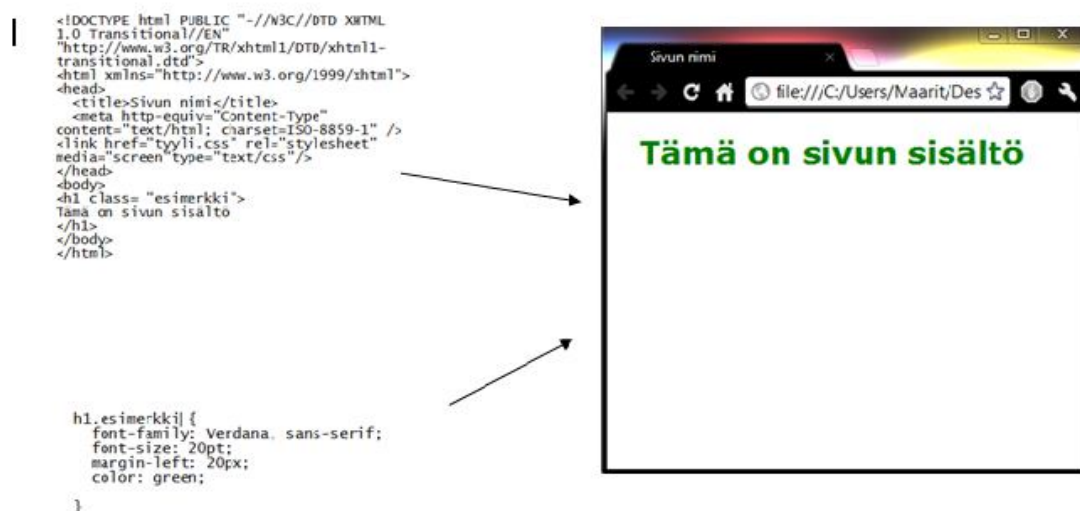 <!DOCTYPE html PUBLIC "-//W3C//DTD XHTML
1.0 Transitional//EN"
"http://www.w3.org/TR/xhtml1/DTD/xhtml1-
transitional.dtd">
<html xmlns="http://www.w3.org/1999/xhtml">
<head>
<title>Sivun nimi</title>
<meta http-equiv="Content-Type"
content="text/html; charset=ISO-8859-1" />
<link href="tyyli.css" rel="stylesheet"
media="screen"type="text/css"/>
</head>
<body>
<h1 class= "esimerkki">
Tämä on sivun sisältö
</h1>
</body>
</html>
h1.esimerkki {
font-family: Verdana, sans-serif;
font-size: 20pt;
margin-left: 20px;
color: green;
}
Sivun nimi
file:///C:/Users/Maarit/Des
Tämä on sivun sisältö